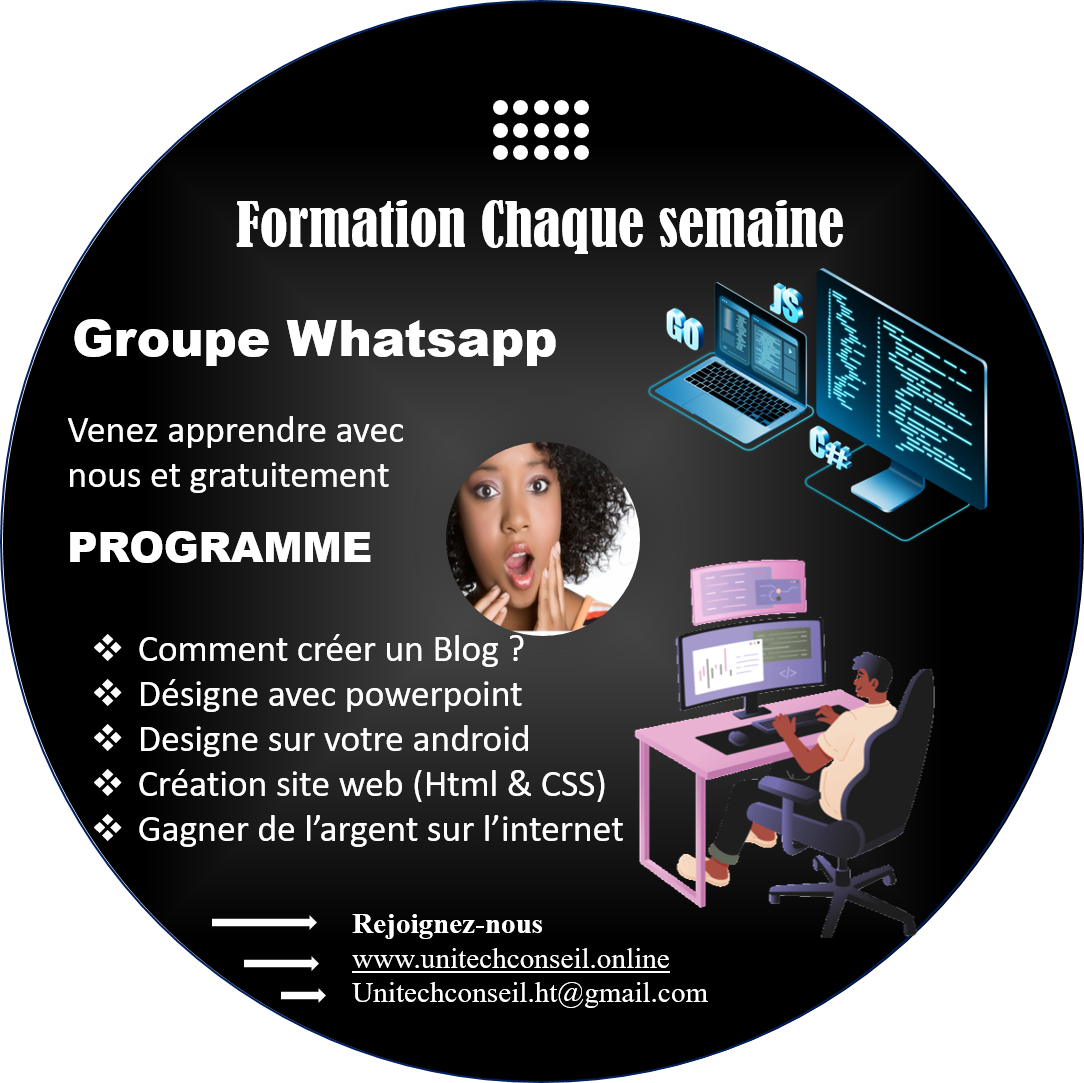 Formation Chaque semaine
Groupe Whatsapp
GO
JS
C#
Venez apprendre avec
nous et gratuitement
PROGRAMME
❖ Comment créer un Blog ?
❖ Désigne avec powerpoint
❖ Designe sur votre android
❖ Création site web (Html & CSS)
❖ Gagner de l’argent sur l’internet
</>
Rejoignez-nous
www.unitechconseil.online
Unitechconseil.ht@gmail.com